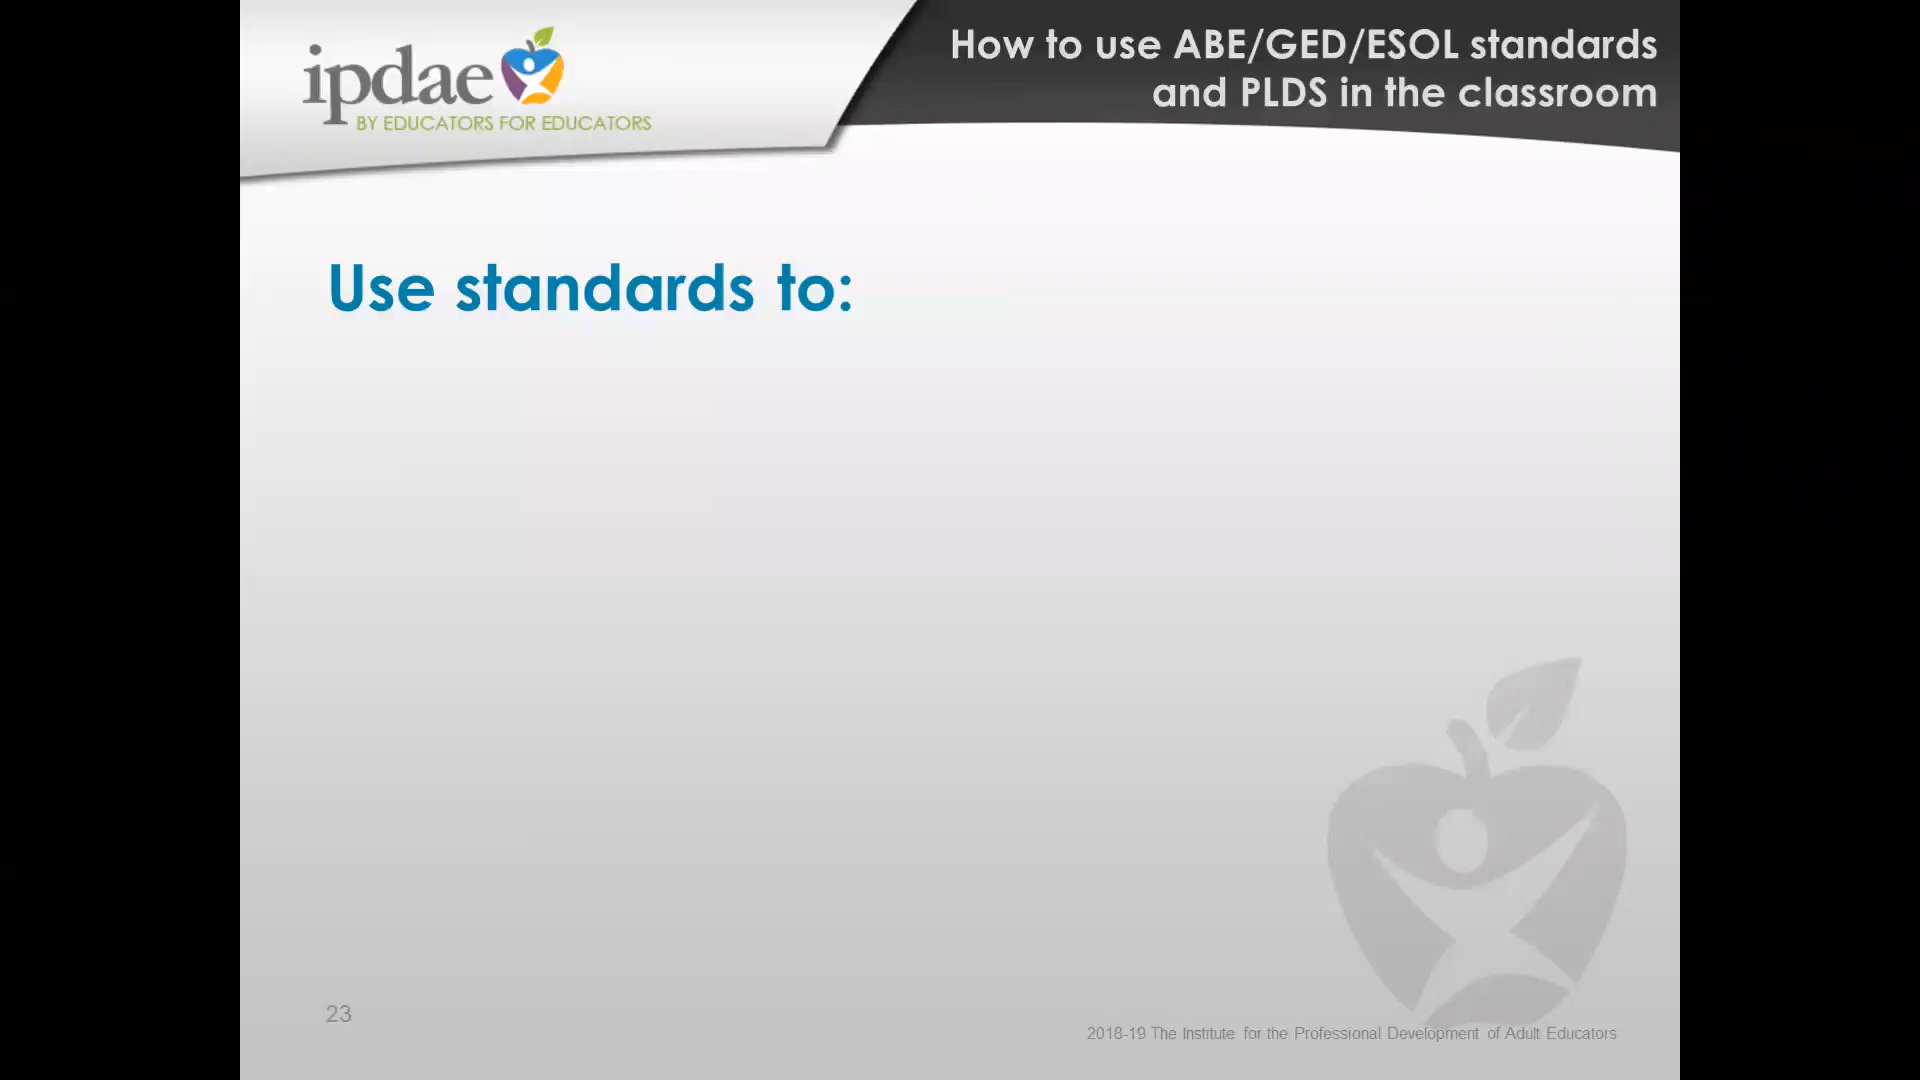 ipdae
BY EDUCATORS FOR EDUCATORS
How to use ABE/GED/ESOL standards
and PLDS in the classroom
Use standards to:
23
2018-19 The Institute for the Professional Development of Adult Educators